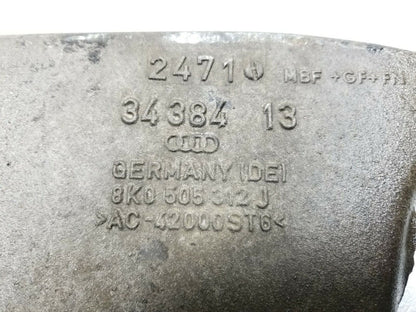 2471 MBF +GF+
34384 13
GERMANY (DE)
8K0 505 312 J
>AC-42000ST6<